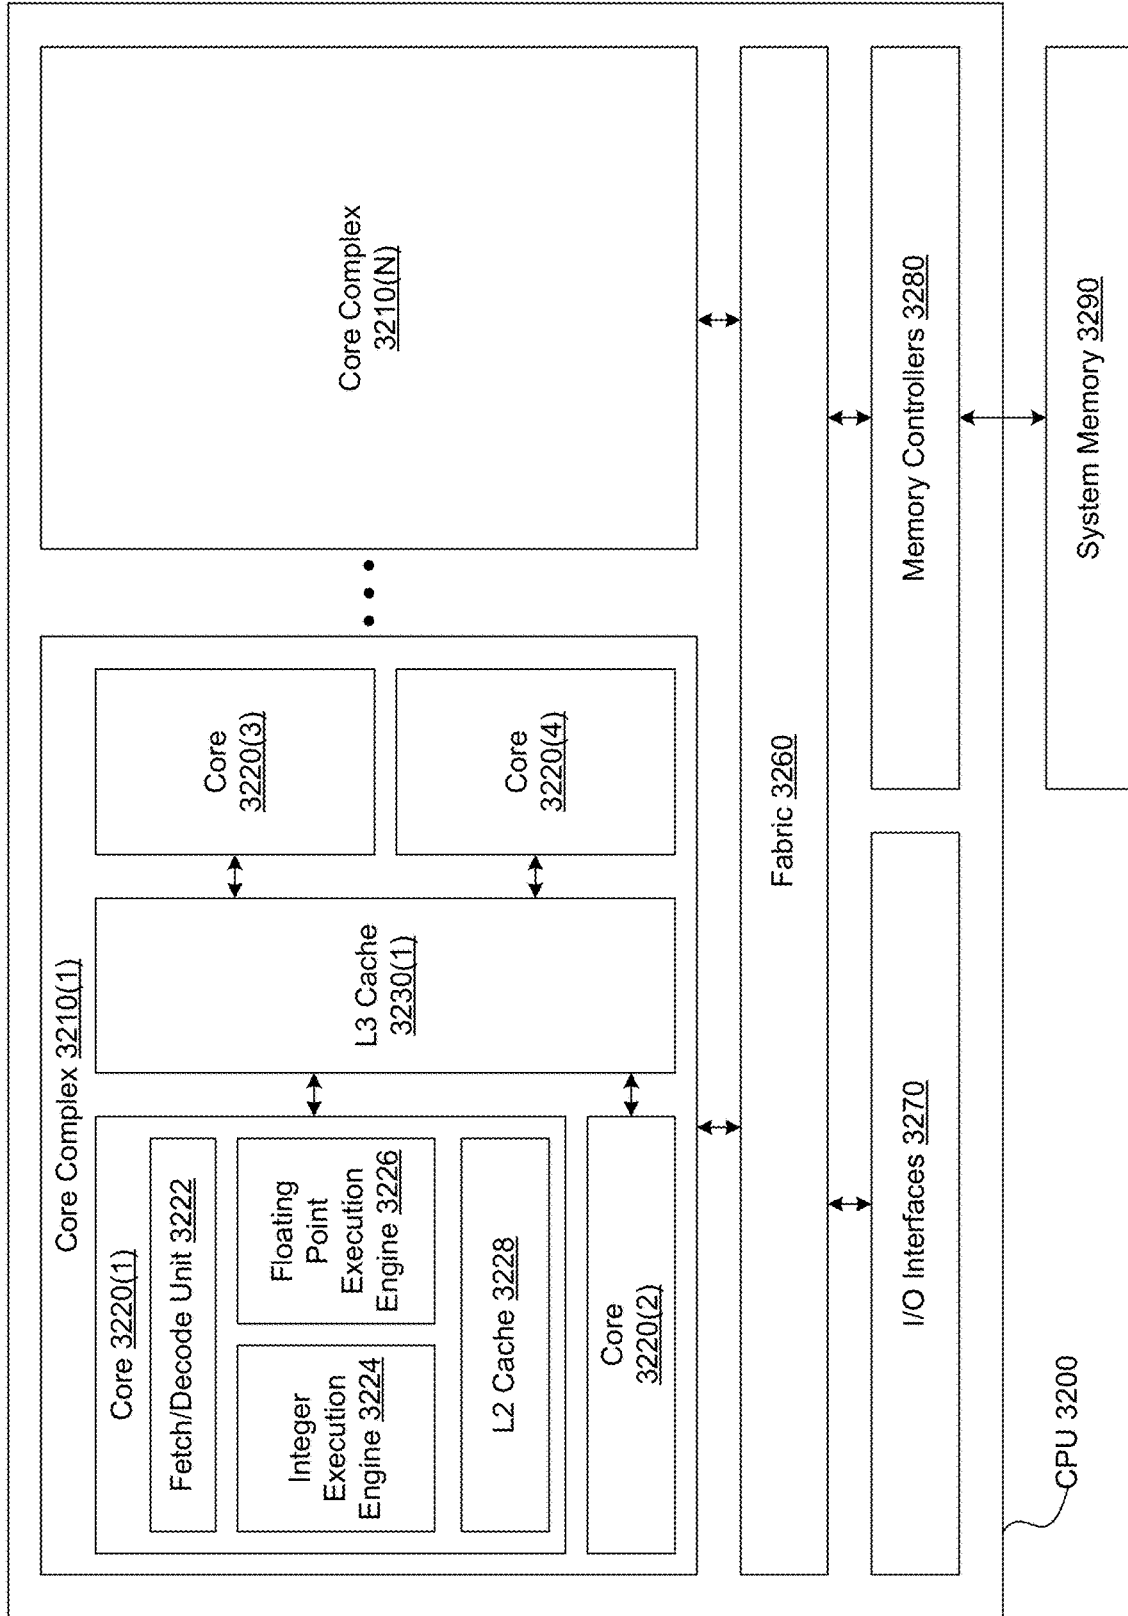 Core Complex 3210(1)
Core 3220(1)
Fetch/Decode Unit 3222
Integer
Execution
Engine 3224
Floating
Point
Execution
Engine 3226
L2 Cache 3228
Core
3220(2)
L3 Cache
3230(1)
Core
3220(3)
Core
3220(4)
Core Complex
3210(N)
Fabric 3260
I/O Interfaces 3270
Memory Controllers 3280
CPU 3200
System Memory 3290